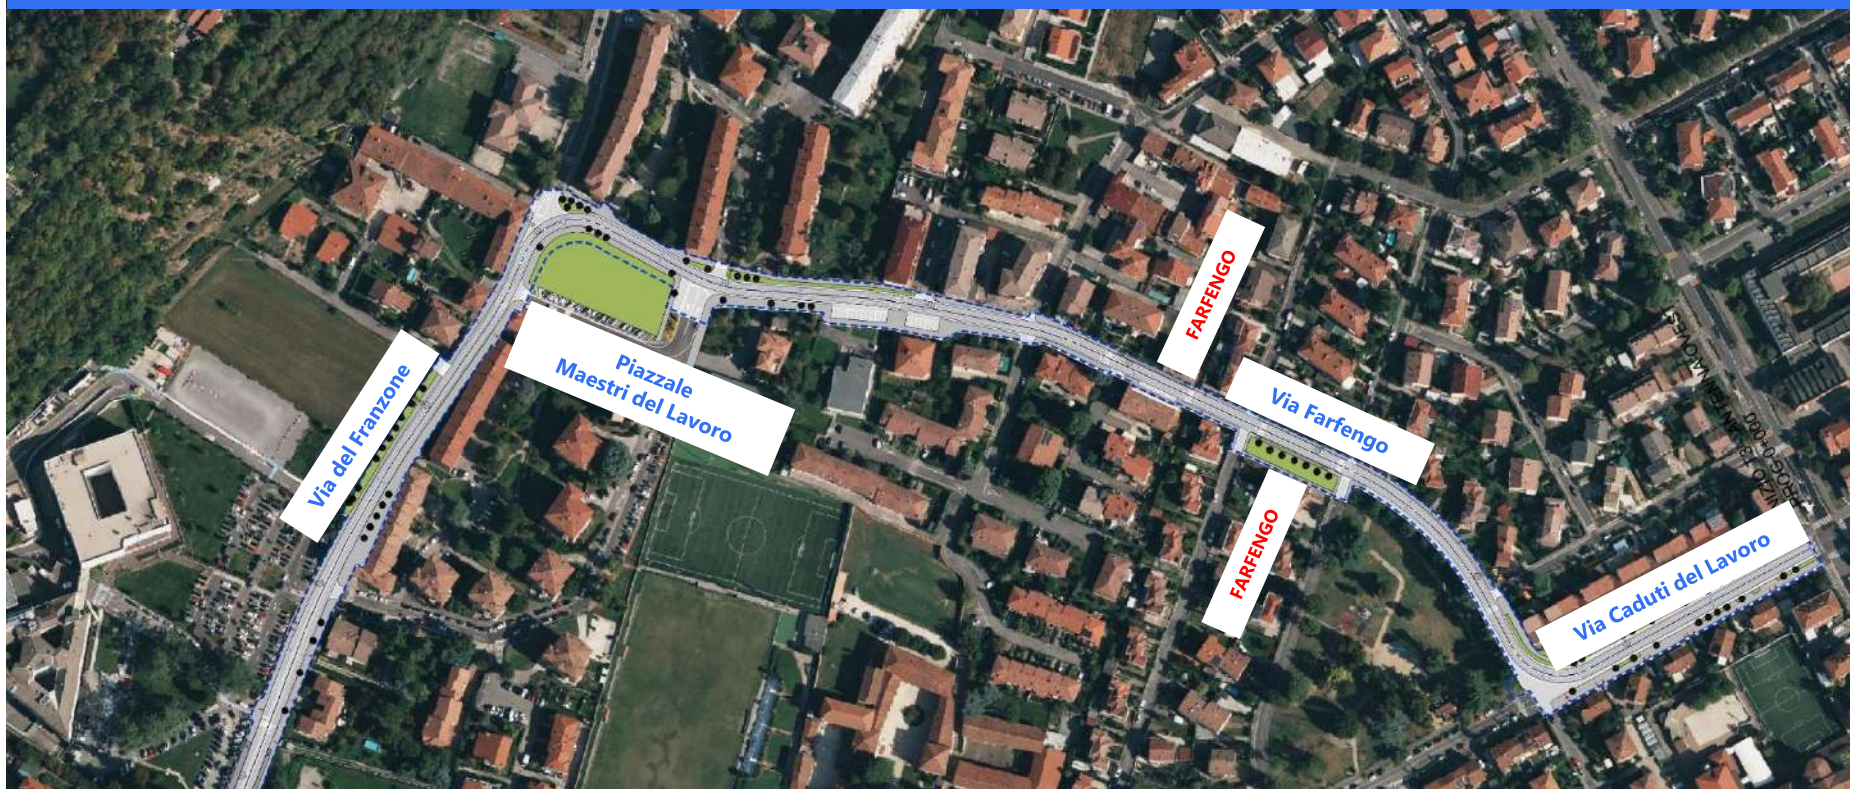 FARFENGO
Via del Franzone
Piazzale
Maestri del Lavoro
Via Farfengo
FARFENGO
Via Caduti del Lavoro